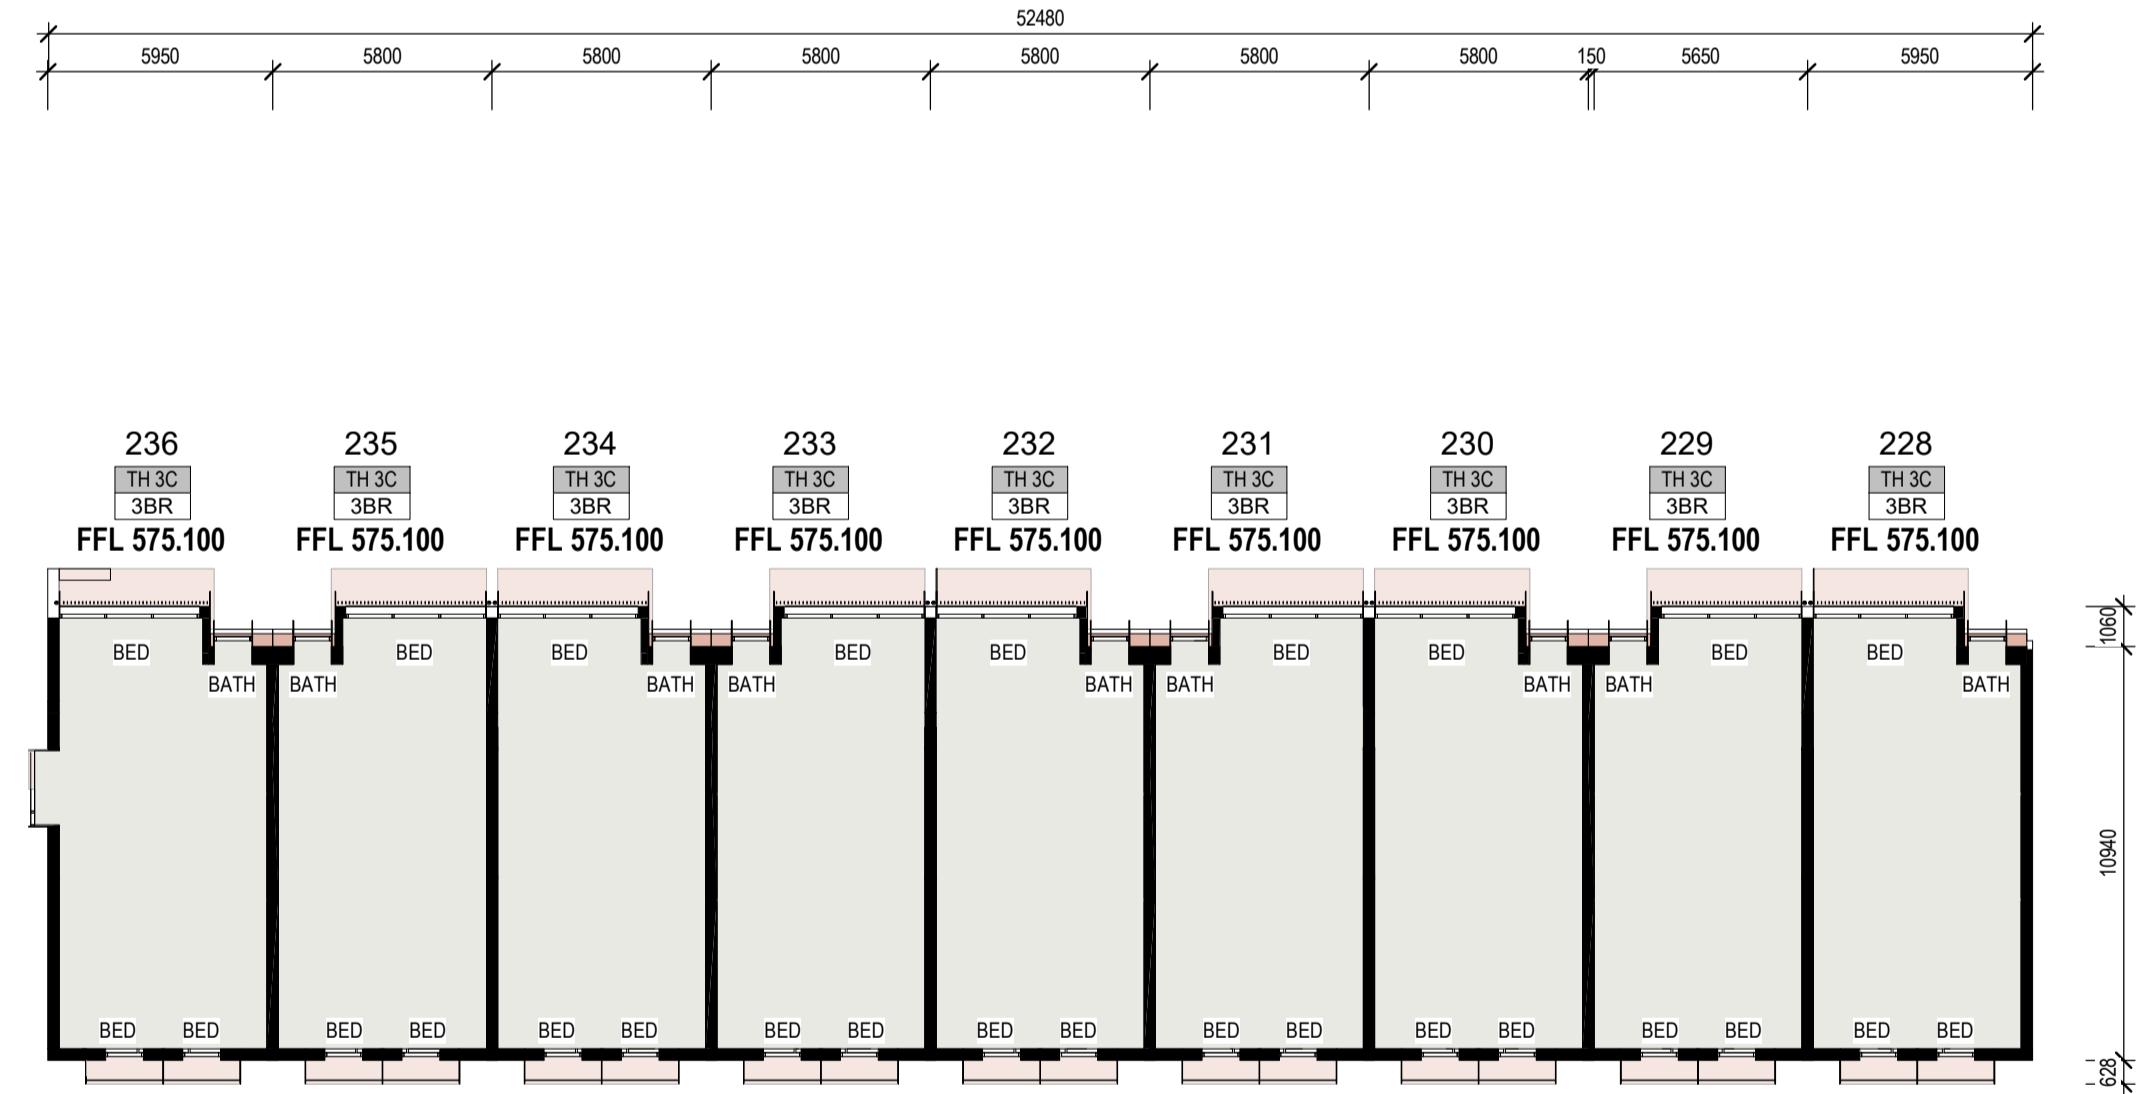 52480
5950 5800 5800 5800 5800 5800 5800 150 5650 5950
236 235 234 233 232 231 230 229 228
TH 3C TH 3C TH 3C TH 3C TH 3C TH 3C TH 3C TH 3C TH 3C
3BR 3BR 3BR 3BR 3BR 3BR 3BR 3BR 3BR
FFL 575.100 FFL 575.100 FFL 575.100 FFL 575.100 FFL 575.100 FFL 575.100 FFL 575.100 FFL 575.100 FFL 575.100
1060
BED BED BED BED BED BED BED BED BED
BATH BATH BATH BATH BATH BATH BATH BATH BATH
10940
BED BED BED BED BED BED BED BED BED BED BED BED BED BED BED BED BED BED
628